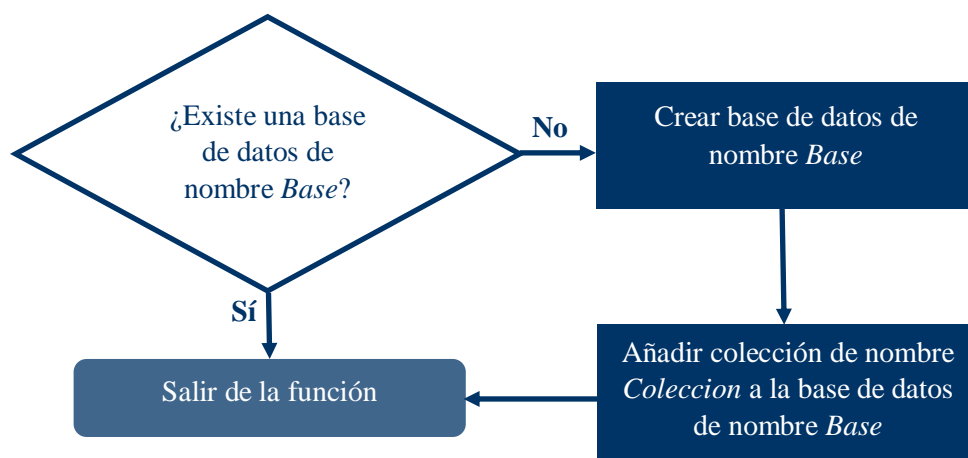 ¿Existe una base
de datos de
nombre Base?
No
Crear base de datos de
nombre Base
Sí
Salir de la función
Añadir colección de nombre
Coleccion a la base de datos
de nombre Base